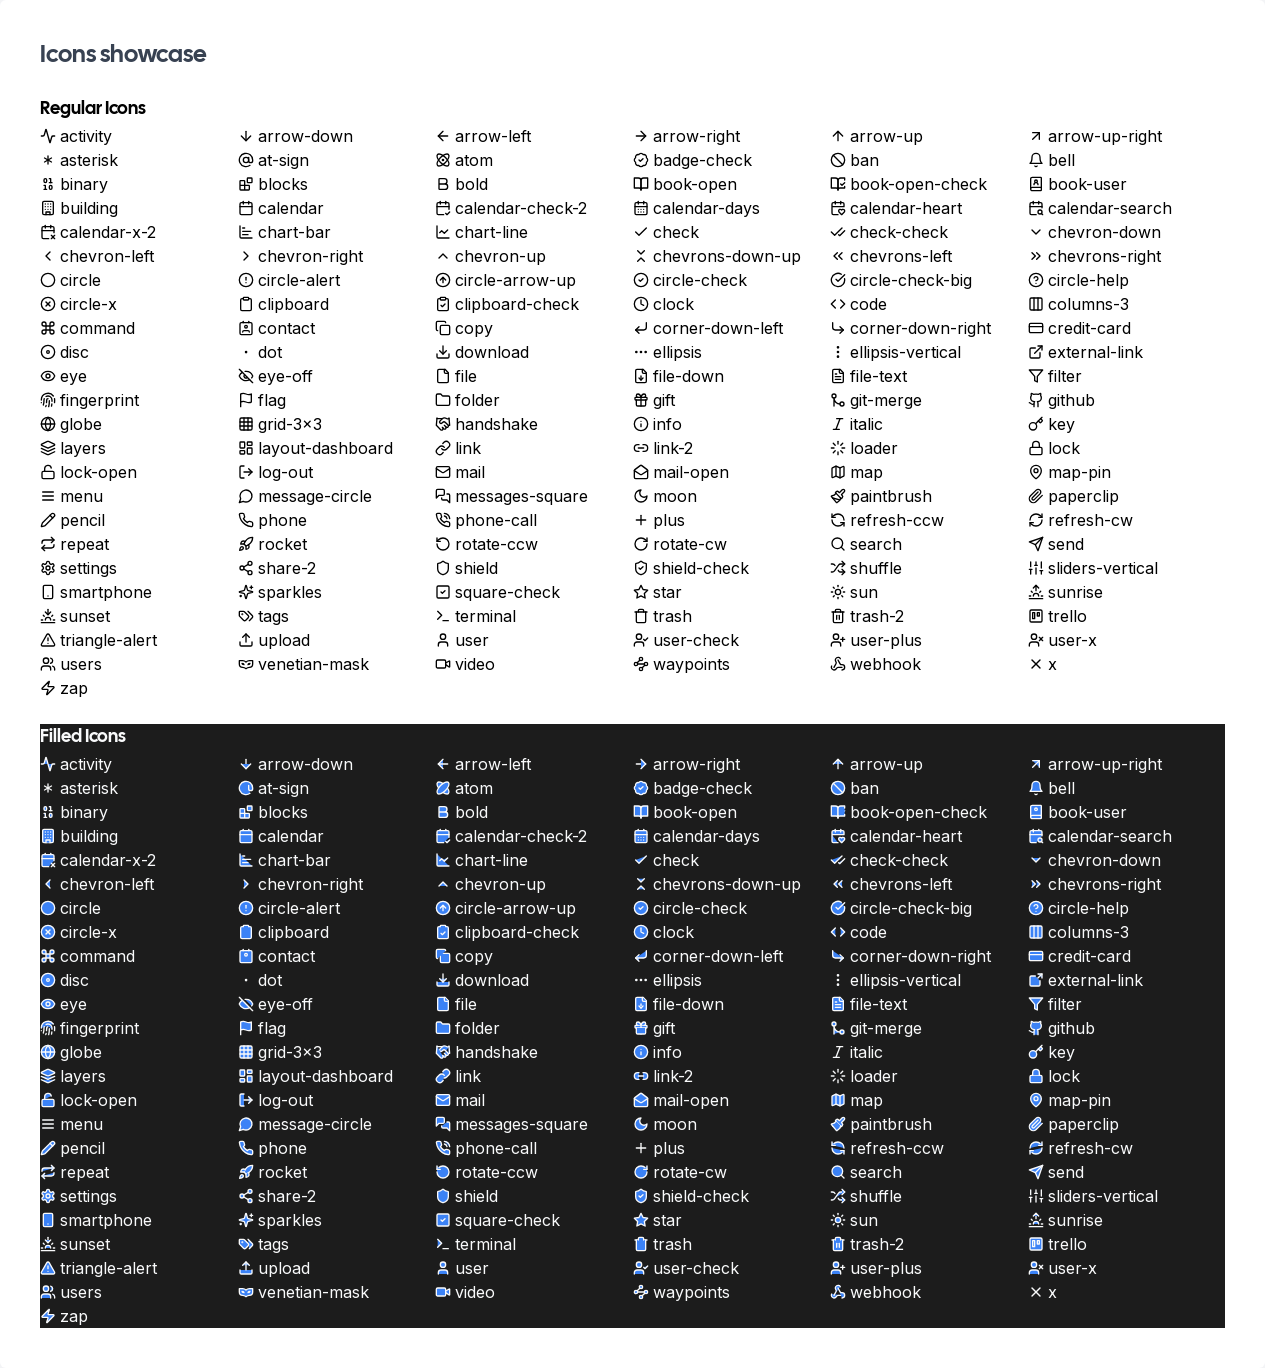 Icons showcase
Regular Icons
activity arrow-down arrow-left arrow-right arrow-up arrow-up-right
asterisk at-sign atom badge-check ban bell
binary blocks bold book-open book-open-check book-user
building calendar calendar-check-2 calendar-days calendar-heart calendar-search
calendar-x-2 chart-bar chart-line check check-check chevron-down
chevron-left chevron-right chevron-up chevrons-down-up chevrons-left chevrons-right
circle circle-alert circle-arrow-up circle-check circle-check-big circle-help
circle-x clipboard clipboard-check clock code columns-3
command contact copy corner-down-left corner-down-right credit-card
disc dot download ellipsis ellipsis-vertical external-link
eye eye-off file file-down file-text filter
fingerprint flag folder gift git-merge github
globe grid-3×3 handshake info italic key
layers layout-dashboard link link-2 loader lock
lock-open log-out mail mail-open map map-pin
menu message-circle messages-square moon paintbrush paperclip
pencil phone phone-call plus refresh-ccw refresh-cw
repeat rocket rotate-ccw rotate-cw search send
settings share-2 shield shield-check shuffle sliders-vertical
smartphone sparkles square-check star sun sunrise
sunset tags terminal trash trash-2 trello
triangle-alert upload user user-check user-plus user-x
users venetian-mask video waypoints webhook x
zap
Filled Icons
activity arrow-down arrow-left arrow-right arrow-up arrow-up-right
asterisk at-sign atom badge-check ban bell
binary blocks bold book-open book-open-check book-user
building calendar calendar-check-2 calendar-days calendar-heart calendar-search
calendar-x-2 chart-bar chart-line check check-check chevron-down
chevron-left chevron-right chevron-up chevrons-down-up chevrons-left chevrons-right
circle circle-alert circle-arrow-up circle-check circle-check-big circle-help
circle-x clipboard clipboard-check clock code columns-3
command contact copy corner-down-left corner-down-right credit-card
disc dot download ellipsis ellipsis-vertical external-link
eye eye-off file file-down file-text filter
fingerprint flag folder gift git-merge github
globe grid-3×3 handshake info italic key
layers layout-dashboard link link-2 loader lock
lock-open log-out mail mail-open map map-pin
menu message-circle messages-square moon paintbrush paperclip
pencil phone phone-call plus refresh-ccw refresh-cw
repeat rocket rotate-ccw rotate-cw search send
settings share-2 shield shield-check shuffle sliders-vertical
smartphone sparkles square-check star sun sunrise
sunset tags terminal trash trash-2 trello
triangle-alert upload user user-check user-plus user-x
users venetian-mask video waypoints webhook x
zap